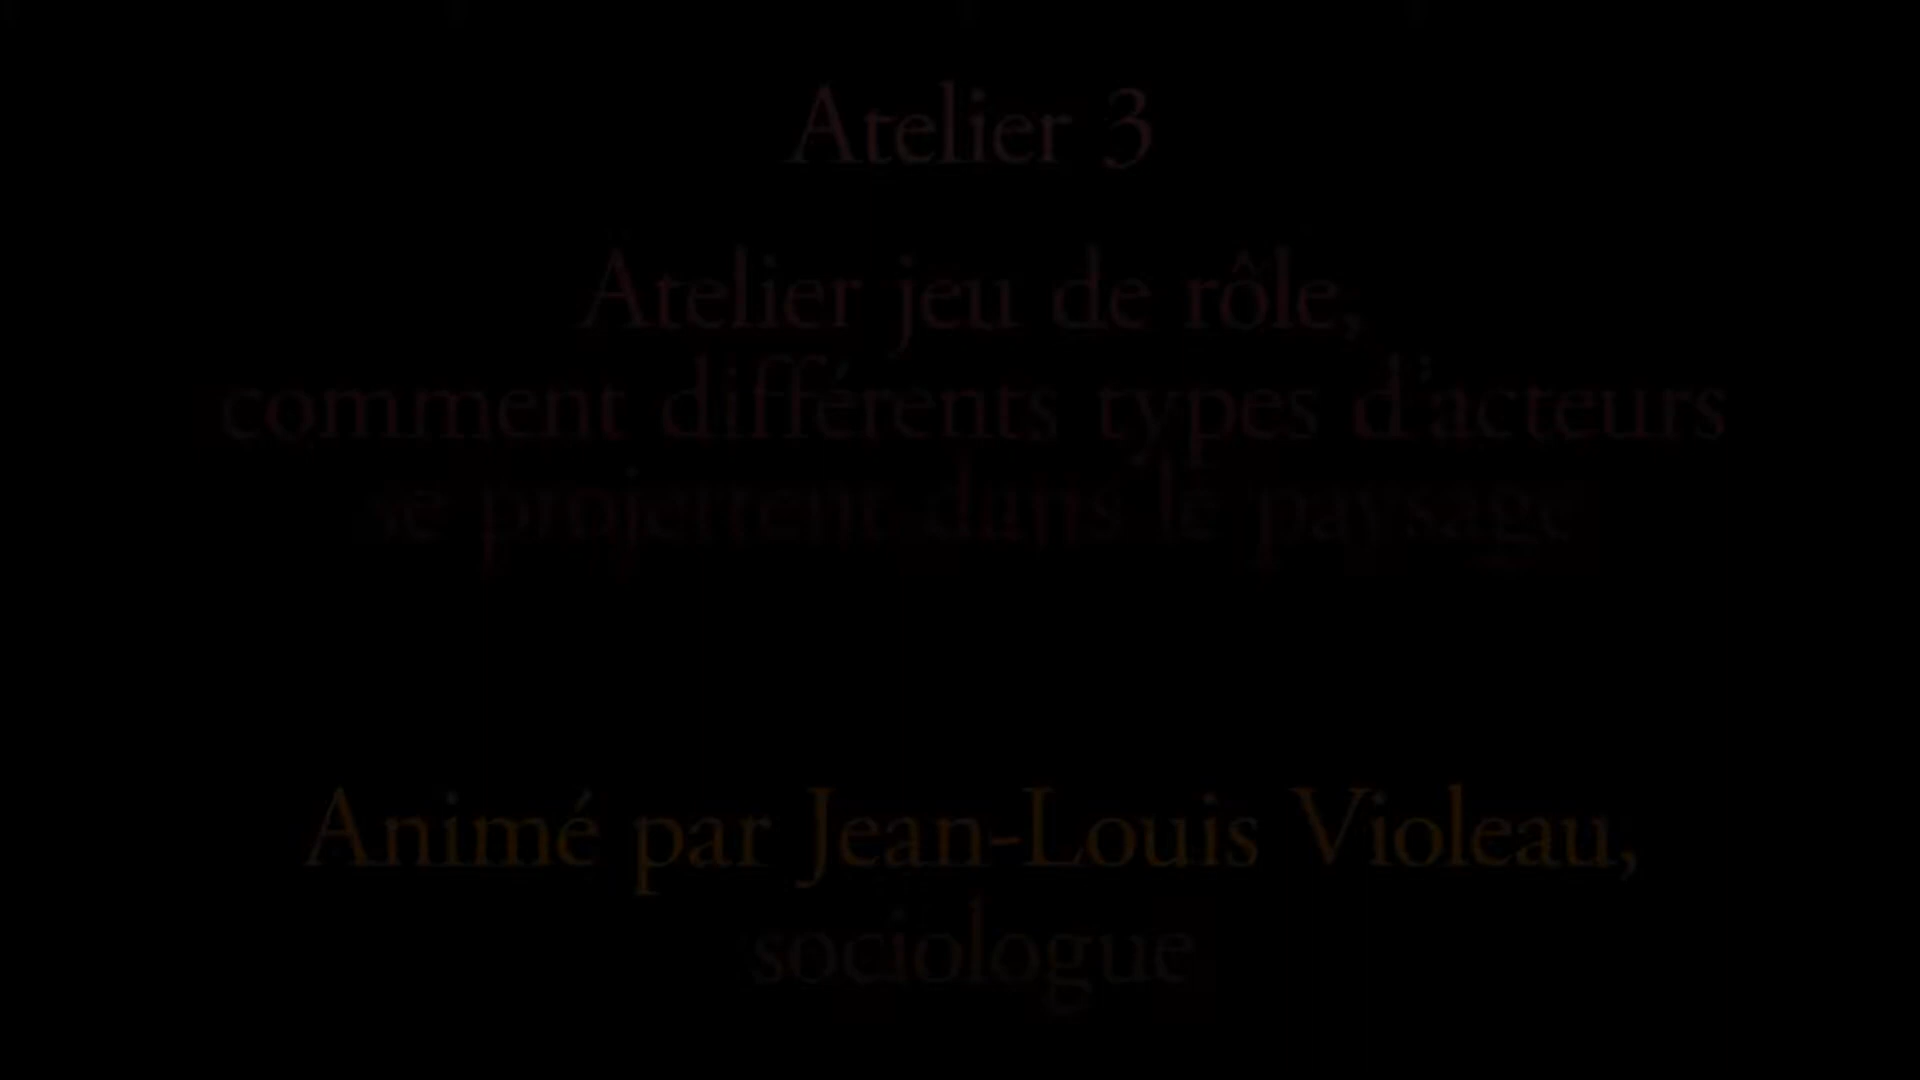 Atelier 3
Atelier jeu de rôle,
comment différents types d'acteurs
se projettent dans le paysage
Animé par Jean-Louis Violeau,
sociologue